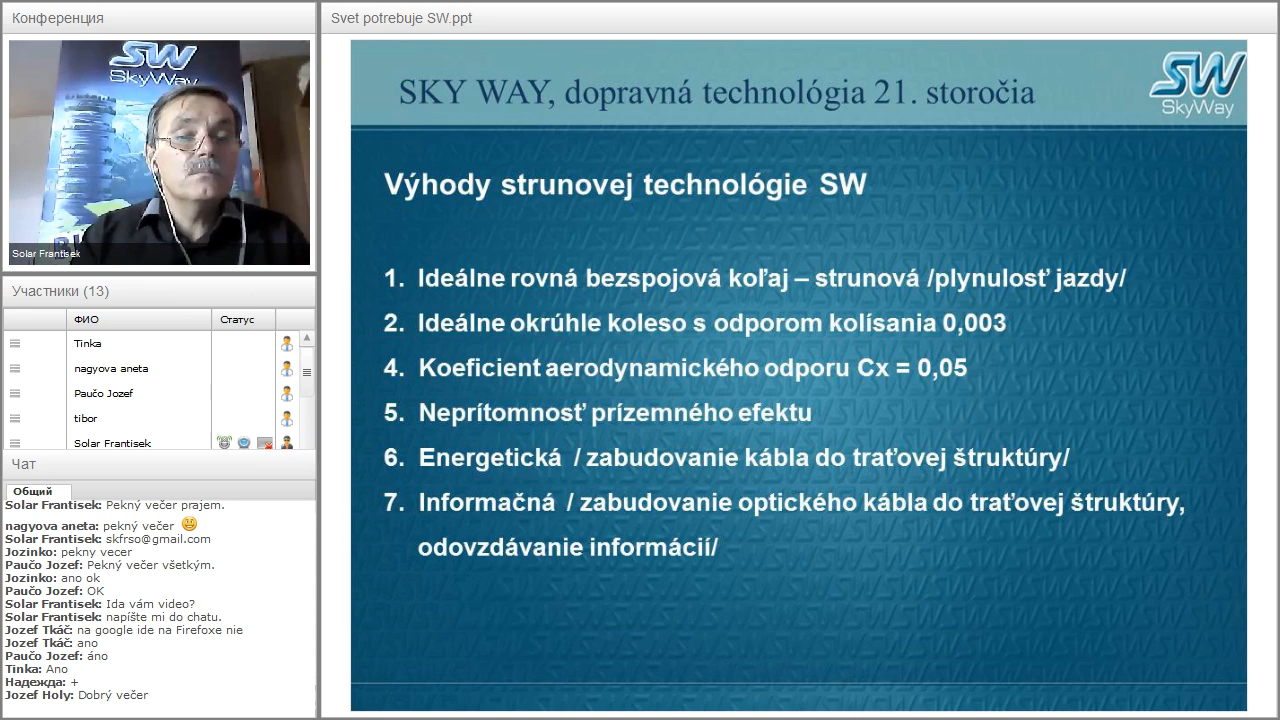 Конференция
SW
SkyWay
Solar Frantisek
Участники (13)
ФИО
Статус
Tinka
nagyova aneta
Paučo Jozef
tibor
Solar Frantisek
Чат
Общий
Solar Frantisek: Pekný večer prajem.
nagyova aneta: pekný večer
Solar Frantisek: skfrso@gmail.com
Jozinko: pekny vecer
Paučo Jozef: Pekný večer všetkým.
Jozinko: ano ok
Paučo Jozef: OK
Solar Frantisek: Ida vám video?
Solar Frantisek: napíšte mi do chatu.
Jozef Tkáč: na google ide na Firefoxe nie
Jozef Tkáč: ano
Paučo Jozef: áno
Tinka: Ano
Надежда: +
Jozef Holy: Dobrý večer
Svet potrebuje SW.ppt
SKY WAY, dopravná technológia 21. storočia
SW
SkyWay
Výhody strunovej technológie SW
1. Ideálne rovná bezspojová koľaj – strunová /plynulosť jazdy/
2. Ideálne okrúhle koleso s odporom kolísania 0,003
4. Koeficient aerodynamického odporu Cx = 0,05
5. Neprítomnosť prízemného efektu
6. Energetická / zabudovanie kábla do traťovej štruktúry/
7. Informačná / zabudovanie optického kábla do traťovej štruktúry,
odovzdávanie informácií/